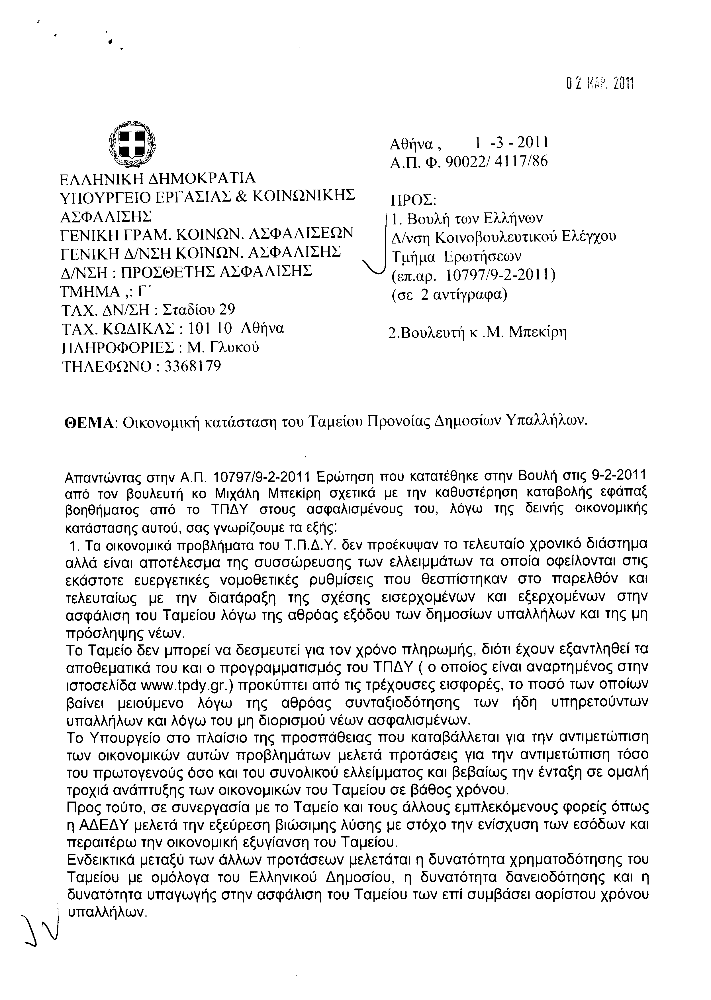 02 ΜΑΡ. 2011
Αθήνα , 1 -3 - 2011
Α.Π. Φ. 90022/ 4117/86
ΕΛΛΗΝΙΚΗ ΔΗΜΟΚΡΑΤΙΑ
ΥΠΟΥΡΓΕΙΟ ΕΡΓΑΣΙΑΣ & ΚΟΙΝΩΝΙΚΗΣ
ΑΣΦΑΛΙΣΗΣ
ΓΕΝΙΚΗ ΓΡΑΜ. ΚΟΙΝΩΝ. ΑΣΦΑΛΙΣΕΩΝ
ΓΕΝΙΚΗ Δ/ΝΣΗ ΚΟΙΝΩΝ. ΑΣΦΑΛΙΣΗΣ
Δ/ΝΣΗ : ΠΡΟΣΘΕΤΗΣ ΑΣΦΑΛΙΣΗΣ
ΤΜΗΜΑ ,: Γ΄
ΤΑΧ. ΔΝ/ΣΗ : Σταδίου 29
ΤΑΧ. ΚΩΔΙΚΑΣ : 101 10 Αθήνα
ΠΛΗΡΟΦΟΡΙΕΣ : Μ. Γλυκού
ΤΗΛΕΦΩΝΟ : 3368179
ΠΡΟΣ:
1. Βουλή των Ελλήνων
Δ/νση Κοινοβουλευτικού Ελέγχου
Τμήμα Ερωτήσεων
(επ.αρ. 10797/9-2-2011)
(σε 2 αντίγραφα)
2.Βουλευτή κ .Μ. Μπεκίρη
ΘΕΜΑ: Οικονομική κατάσταση του Ταμείου Προνοίας Δημοσίων Υπαλλήλων.
Απαντώντας στην Α.Π. 10797/9-2-2011 Ερώτηση που κατατέθηκε στην Βουλή στις 9-2-2011
από τον βουλευτή κο Μιχάλη Μπεκίρη σχετικά με την καθυστέρηση καταβολής εφάπαξ
βοηθήματος από το ΤΠΔΥ στους ασφαλισμένους του, λόγω της δεινής οικονομικής
κατάστασης αυτού, σας γνωρίζουμε τα εξής:
1. Τα οικονομικά προβλήματα του Τ.Π.Δ.Υ. δεν προέκυψαν το τελευταίο χρονικό διάστημα
αλλά είναι αποτέλεσμα της συσσώρευσης των ελλειμμάτων τα οποία οφείλονται στις
εκάστοτε ευεργετικές νομοθετικές ρυθμίσεις που θεσπίστηκαν στο παρελθόν και
τελευταίως με την διατάραξη της σχέσης εισερχομένων και εξερχομένων στην
ασφάλιση του Ταμείου λόγω της αθρόας εξόδου των δημοσίων υπαλλήλων και της μη
πρόσληψης νέων.
Το Ταμείο δεν μπορεί να δεσμευτεί για τον χρόνο πληρωμής, διότι έχουν εξαντληθεί τα
αποθεματικά του και ο προγραμματισμός του ΤΠΔΥ ( ο οποίος είναι αναρτημένος στην
ιστοσελίδα www.tpdy.gr.) προκύπτει από τις τρέχουσες εισφορές, το ποσό των οποίων
βαίνει μειούμενο λόγω της αθρόας συνταξιοδότησης των ήδη υπηρετούντων
υπαλλήλων και λόγω του μη διορισμού νέων ασφαλισμένων.
Το Υπουργείο στο πλαίσιο της προσπάθειας που καταβάλλεται για την αντιμετώπιση
των οικονομικών αυτών προβλημάτων μελετά προτάσεις για την αντιμετώπιση τόσο
του πρωτογενούς όσο και του συνολικού ελλείμματος και βεβαίως την ένταξη σε ομαλή
τροχιά ανάπτυξης των οικονομικών του Ταμείου σε βάθος χρόνου.
Προς τούτο, σε συνεργασία με το Ταμείο και τους άλλους εμπλεκόμενους φορείς όπως
η ΑΔΕΔΥ μελετά την εξεύρεση βιώσιμης λύσης με στόχο την ενίσχυση των εσόδων και
περαιτέρω την οικονομική εξυγίανση του Ταμείου.
Ενδεικτικά μεταξύ των άλλων προτάσεων μελετάται η δυνατότητα χρηματοδότησης του
Ταμείου με ομόλογα του Ελληνικού Δημοσίου, η δυνατότητα δανειοδότησης και η
δυνατότητα υπαγωγής στην ασφάλιση του Ταμείου των επί συμβάσει αορίστου χρόνου
υπαλλήλων.